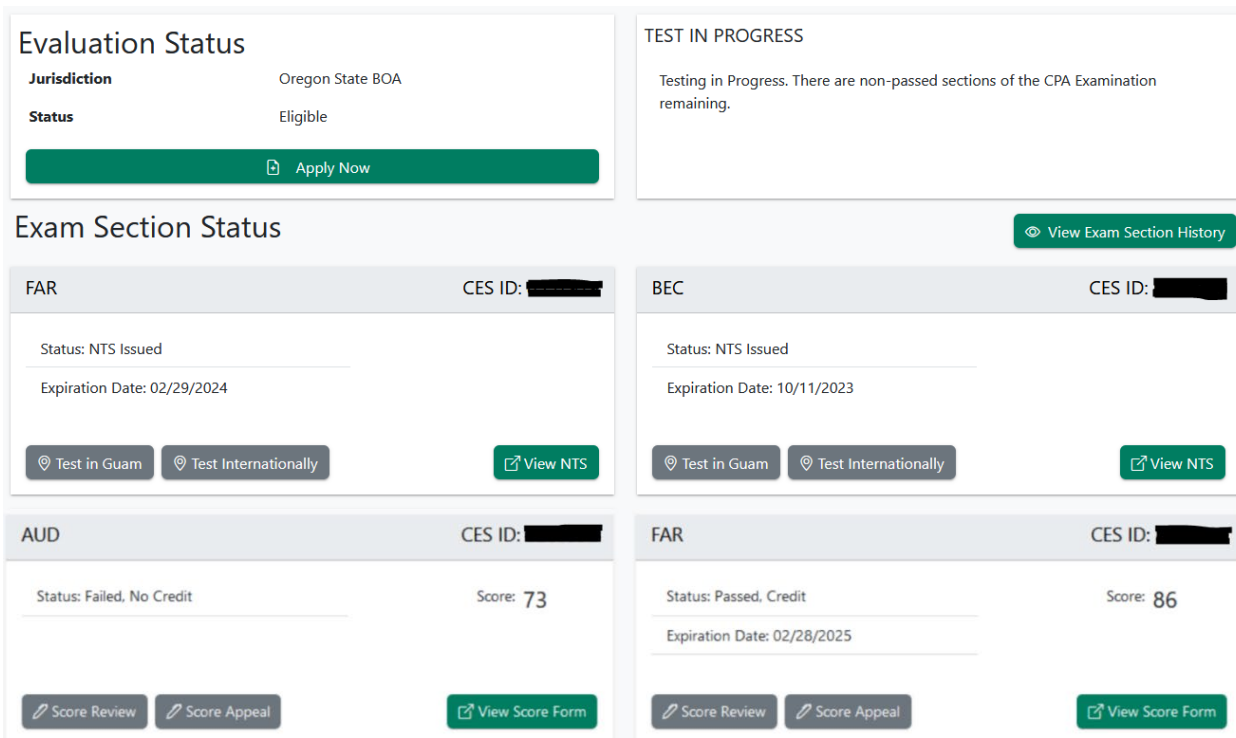 Evaluation Status
Jurisdiction Oregon State BOA
Status Eligible
Apply Now
TEST IN PROGRESS
Testing in Progress. There are non-passed sections of the CPA Examination
remaining.
Exam Section Status
View Exam Section History
FAR CES ID:
Status: NTS Issued
Expiration Date: 02/29/2024
Test in Guam Test Internationally View NTS
BEC CES ID:
Status: NTS Issued
Expiration Date: 10/11/2023
Test in Guam Test Internationally View NTS
AUD CES ID:
Status: Failed, No Credit Score: 73
Score Review Score Appeal View Score Form
FAR CES ID:
Status: Passed, Credit Score: 86
Expiration Date: 02/28/2025
Score Review Score Appeal View Score Form